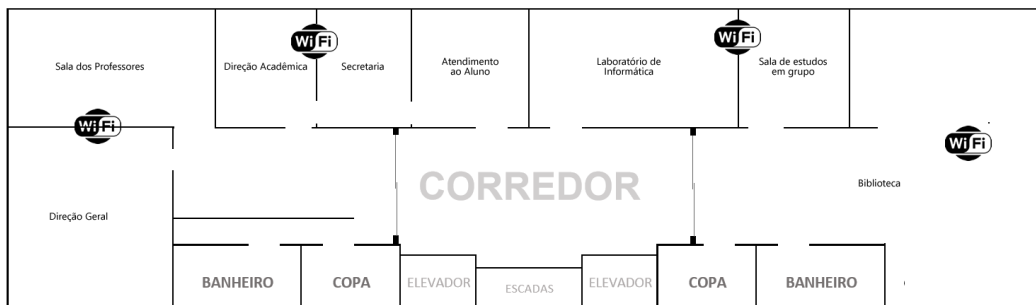 WiFi
WiFi
Sala dos Professores
Direção Acadêmica
Secretaria
Atendimento
ao Aluno
Laboratório de
Informática
Sala de estudos
em grupo
WiFi
WiFi
CORREDOR
Biblioteca
Direção Geral
BANHEIRO
COPA
ELEVADOR
ESCADAS
ELEVADOR
COPA
BANHEIRO